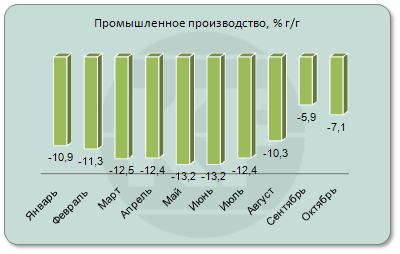 Промышленное производство, % г/г
-10,9
-11,3
-12,5
-12,4
-13,2
-13,2
-12,4
-10,3
-5,9
-7,1
Январь
Февраль
Март
Апрель
Май
Июнь
Июль
Август
Сентябрь
Октябрь